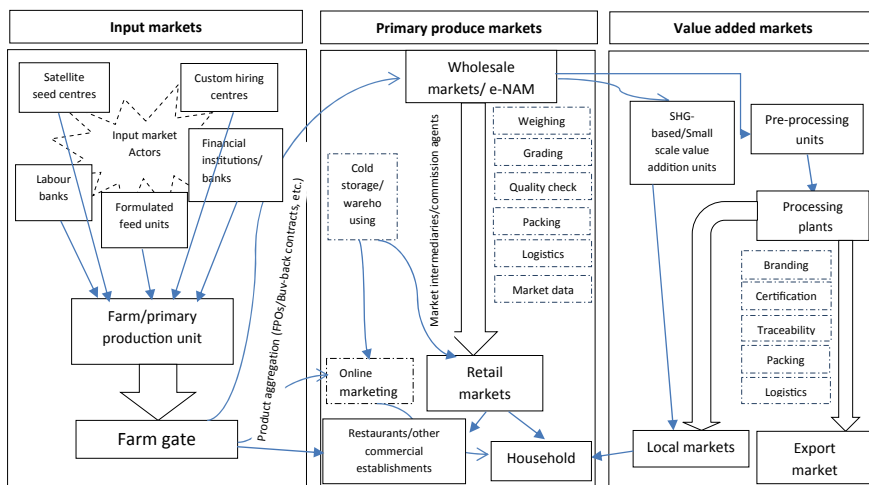 Input markets
Primary produce markets
Value added markets
Satellite
seed centres
Custom hiring
centres
Input market
Actors
Financial
institutions/
banks
Labour
banks
Formulated
feed units
Farm/primary
production unit
Farm gate
Product aggregation (FPOs/Buv-back contracts, etc.)
Wholesale
markets/ e-NAM
Weighing
Grading
Quality check
Packing
Logistics
Market data
Cold
storage/
wareho
using
Market intermediaries/commission agents
Online
marketing
Retail
markets
Restaurants/other
commercial
establishments
Household
SHG-
based/Small
scale value
addition units
Pre-processing
units
Processing
plants
Branding
Certification
Traceability
Packing
Logistics
Local markets
Export
market